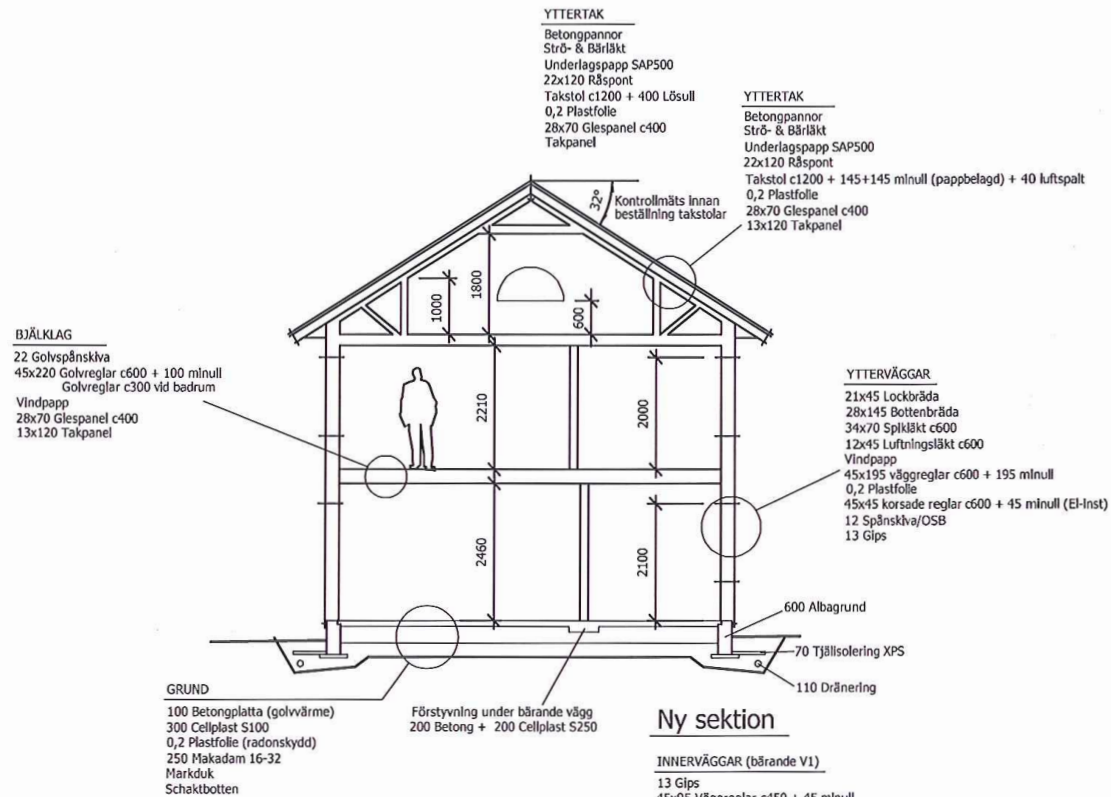 YTTERTAK
Betongpannor
Strö- & Bärläkt
Underlagspapp SAP500
22x120 Råspont
Takstol c1200 + 400 Lösull
0,2 Plastfolie
28x70 Glespanel c400
Takpanel
YTTERTAK
Betongpannor
Strö- & Bärläkt
Underlagspapp SAP500
22x120 Råspont
Takstol c1200 + 145+145 minull (pappbelagd) + 40 luftspalt
0,2 Plastfolie
28x70 Glespanel c400
13x120 Takpanel
32°
Kontrollmäts innan
beställning takstolar
1800
1000
600
BJÄLKLAG
22 Golvspånskiva
45x220 Golvreglar c600 + 100 minull
Golvreglar c300 vid badrum
Vindpapp
28x70 Glespanel c400
13x120 Takpanel
2210
2000
YTTERVÄGGAR
21x45 Lockbräda
28x145 Bottenbräda
34x70 Spikläkt c600
12x45 Luftningsläkt c600
Vindpapp
45x195 väggreglar c600 + 195 minull
0,2 Plastfolie
45x45 korsade reglar c600 + 45 minull (El-inst)
12 Spånskiva/OSB
13 Gips
2460
2100
600 Albagrund
70 Tjälisolering XPS
110 Dränering
GRUND
100 Betongplatta (golvvärme)
300 Cellplast S100
0,2 Plastfolie (radonskydd)
250 Makadam 16-32
Markduk
Schaktbotten
Förstyvning under bärande vägg
200 Betong + 200 Cellplast S250
Ny sektion
INNERVÄGGAR (bärande V1)
13 Gips
45x95 Väggreglar c450 + 45 minull